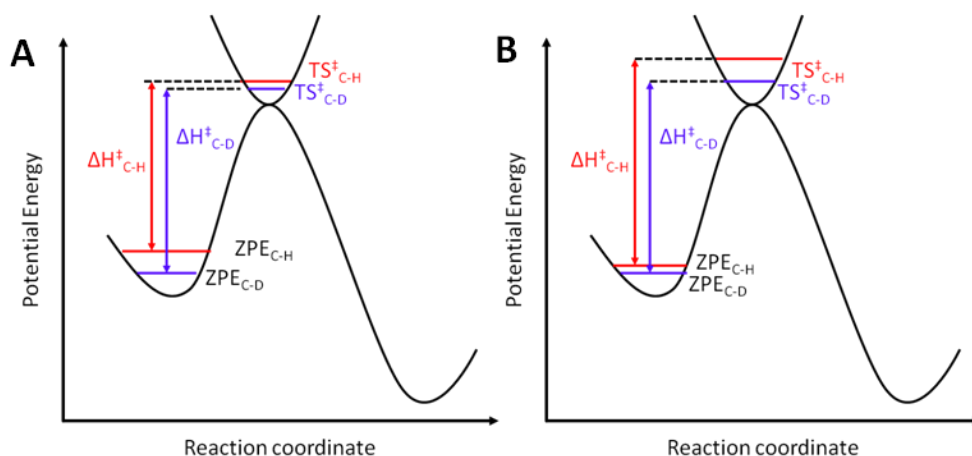 A
TS‡C-H
TS‡C-D
ΔH‡C-D
ΔH‡C-H
ZPEC-H
ZPEC-D
Potential Energy
Reaction coordinate
B
TS‡C-H
TS‡C-D
ΔH‡C-D
ΔH‡C-H
ZPEC-H
ZPEC-D
Potential Energy
Reaction coordinate